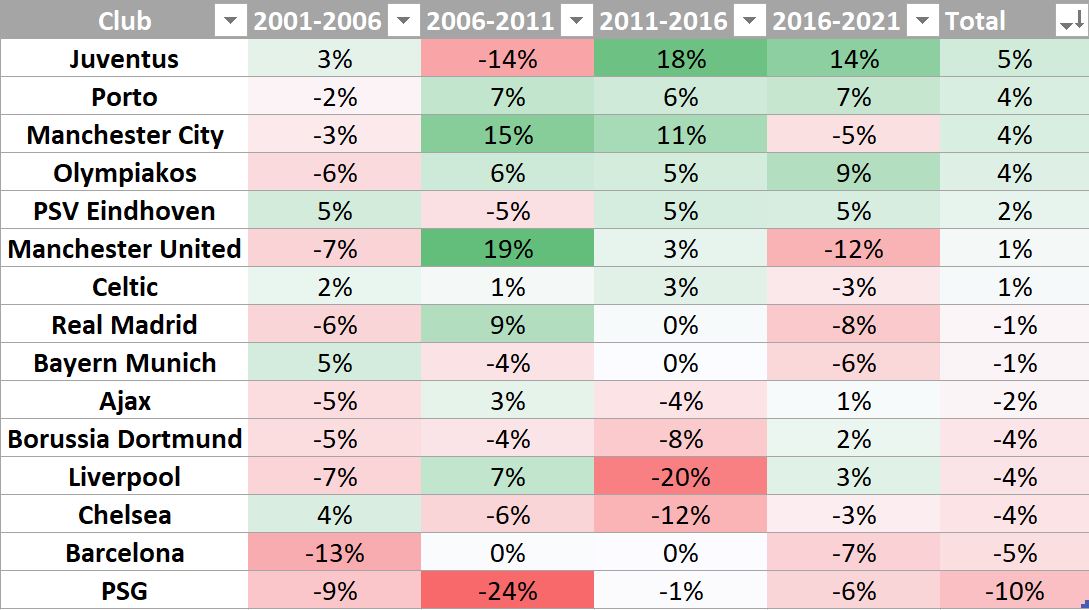 Club 2001-2006 2006-2011 2011-2016 2016-2021 Total
Juventus 3% -14% 18% 14% 5%
Porto -2% 7% 6% 7% 4%
Manchester City -3% 15% 11% -5% 4%
Olympiakos -6% 6% 5% 9% 4%
PSV Eindhoven 5% -5% 5% 5% 2%
Manchester United -7% 19% 3% -12% 1%
Celtic 2% 1% 3% -3% 1%
Real Madrid -6% 9% 0% -8% -1%
Bayern Munich 5% -4% 0% -6% -1%
Ajax -5% 3% -4% 1% -2%
Borussia Dortmund -5% -4% -8% 2% -4%
Liverpool -7% 7% -20% 3% -4%
Chelsea 4% -6% -12% -3% -4%
Barcelona -13% 0% 0% -7% -5%
PSG -9% -24% -1% -6% -10%